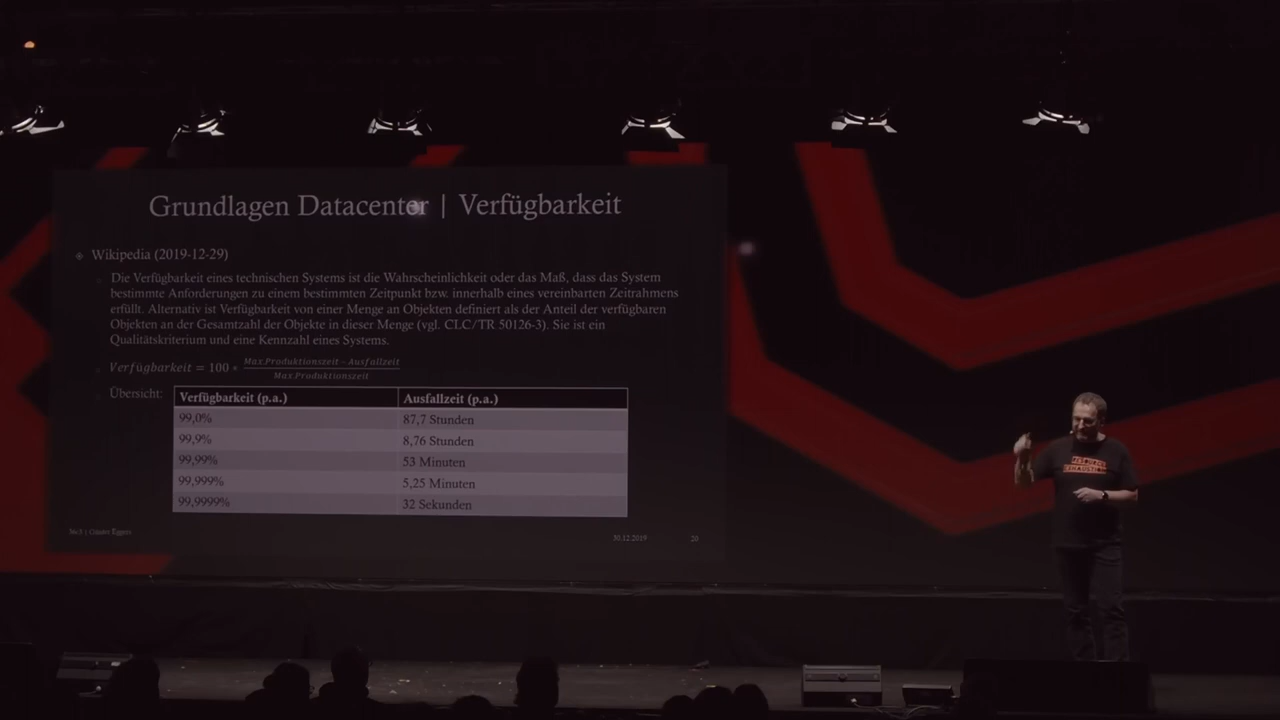 Grundlagen Datacenter | Verfügbarkeit
Wikipedia (2019-12-29)
Die Verfügbarkeit eines technischen Systems ist die Wahrscheinlichkeit oder das Maß, dass das System
bestimmte Anforderungen zu einem bestimmten Zeitpunkt bzw. innerhalb eines vereinbarten Zeitrahmens
erfüllt. Alternativ ist Verfügbarkeit von einer Menge an Objekten definiert als der Anteil der verfügbaren
Objekten an der Gesamtzahl der Objekte in dieser Menge (vgl. CLC/TR 50126-3). Sie ist ein
Qualitätskriterium und eine Kennzahl eines Systems.
Verfügbarkeit = 100 * Max.Produktionszeit - Ausfallzeit
Max.Produktionszeit
Übersicht:
Verfügbarkeit (p.a.) Ausfallzeit (p.a.)
99,0% 87,7 Stunden
99,9% 8,76 Stunden
99,99% 53 Minuten
99,999% 5,25 Minuten
99,9999% 32 Sekunden
36c3 | Günter Eggers 30.12.2019 20
RESOURCE
EXHAUSTION